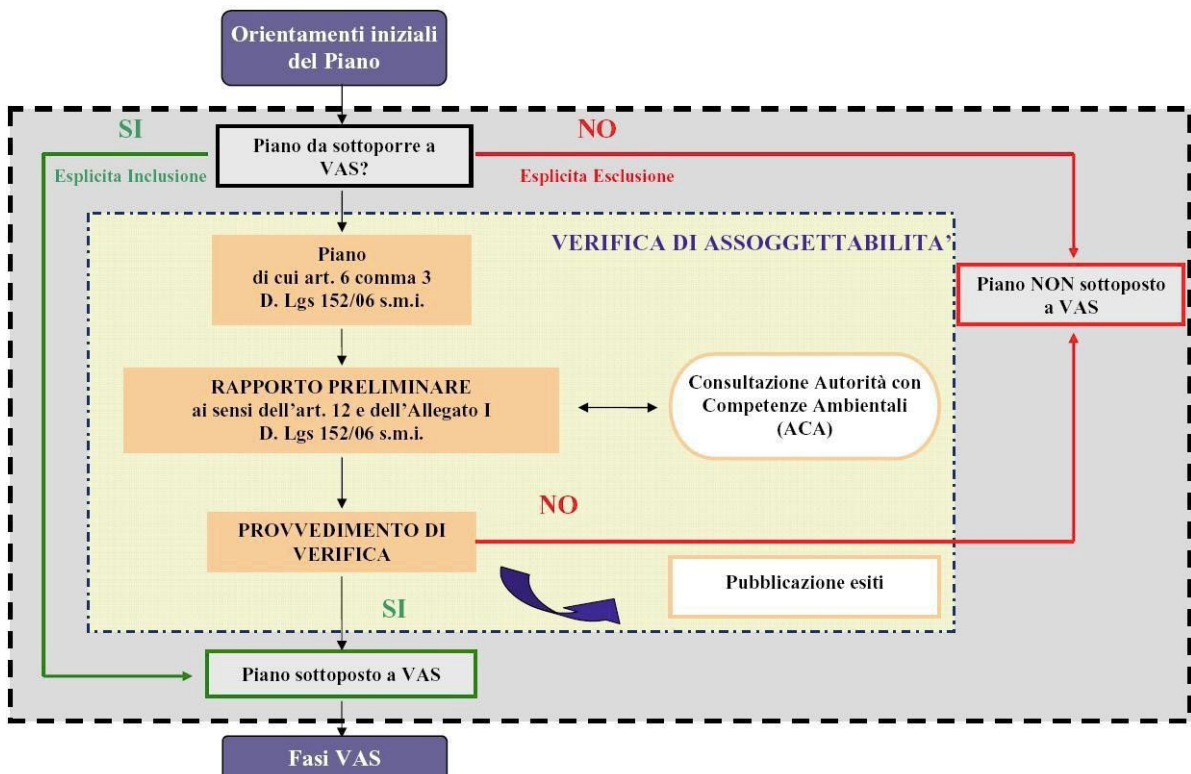 Orientamenti iniziali
del Piano
SI
NO
Piano da sottoporre a
VAS?
Esplicita Inclusione
Esplicita Esclusione
VERIFICA DI ASSOGGETTABILITA'
Piano
di cui art. 6 comma 3
D. Lgs 152/06 s.m.i.
Piano NON sottoposto
a VAS
RAPPORTO PRELIMINARE
ai sensi dell'art. 12 e dell'Allegato I
D. Lgs 152/06 s.m.i.
Consultazione Autorità con
Competenze Ambientali
(ACA)
NO
PROVVEDIMENTO DI
VERIFICA
Pubblicazione esiti
SI
Piano sottoposto a VAS
Fasi VAS